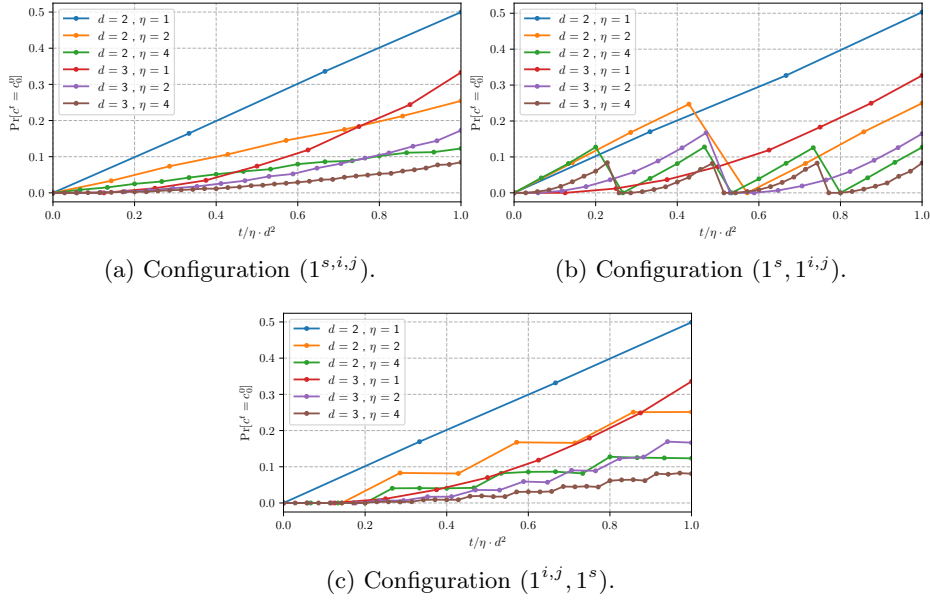 0.5
0.4
0.3
0.2
0.1
0.0
Pr[c^t = c_0^0]
d = 2 , η = 1
d = 2 , η = 2
d = 2 , η = 4
d = 3 , η = 1
d = 3 , η = 2
d = 3 , η = 4
0.0 0.2 0.4 0.6 0.8 1.0
t/η · d^2
(a) Configuration (1^{s,i,j}).
0.5
0.4
0.3
0.2
0.1
0.0
Pr[c^t = c_0^0]
d = 2 , η = 1
d = 2 , η = 2
d = 2 , η = 4
d = 3 , η = 1
d = 3 , η = 2
d = 3 , η = 4
0.0 0.2 0.4 0.6 0.8 1.0
t/η · d^2
(b) Configuration (1^s, 1^{i,j}).
0.5
0.4
0.3
0.2
0.1
0.0
Pr[c^t = c_0^0]
d = 2 , η = 1
d = 2 , η = 2
d = 2 , η = 4
d = 3 , η = 1
d = 3 , η = 2
d = 3 , η = 4
0.0 0.2 0.4 0.6 0.8 1.0
t/η · d^2
(c) Configuration (1^{i,j}, 1^s).